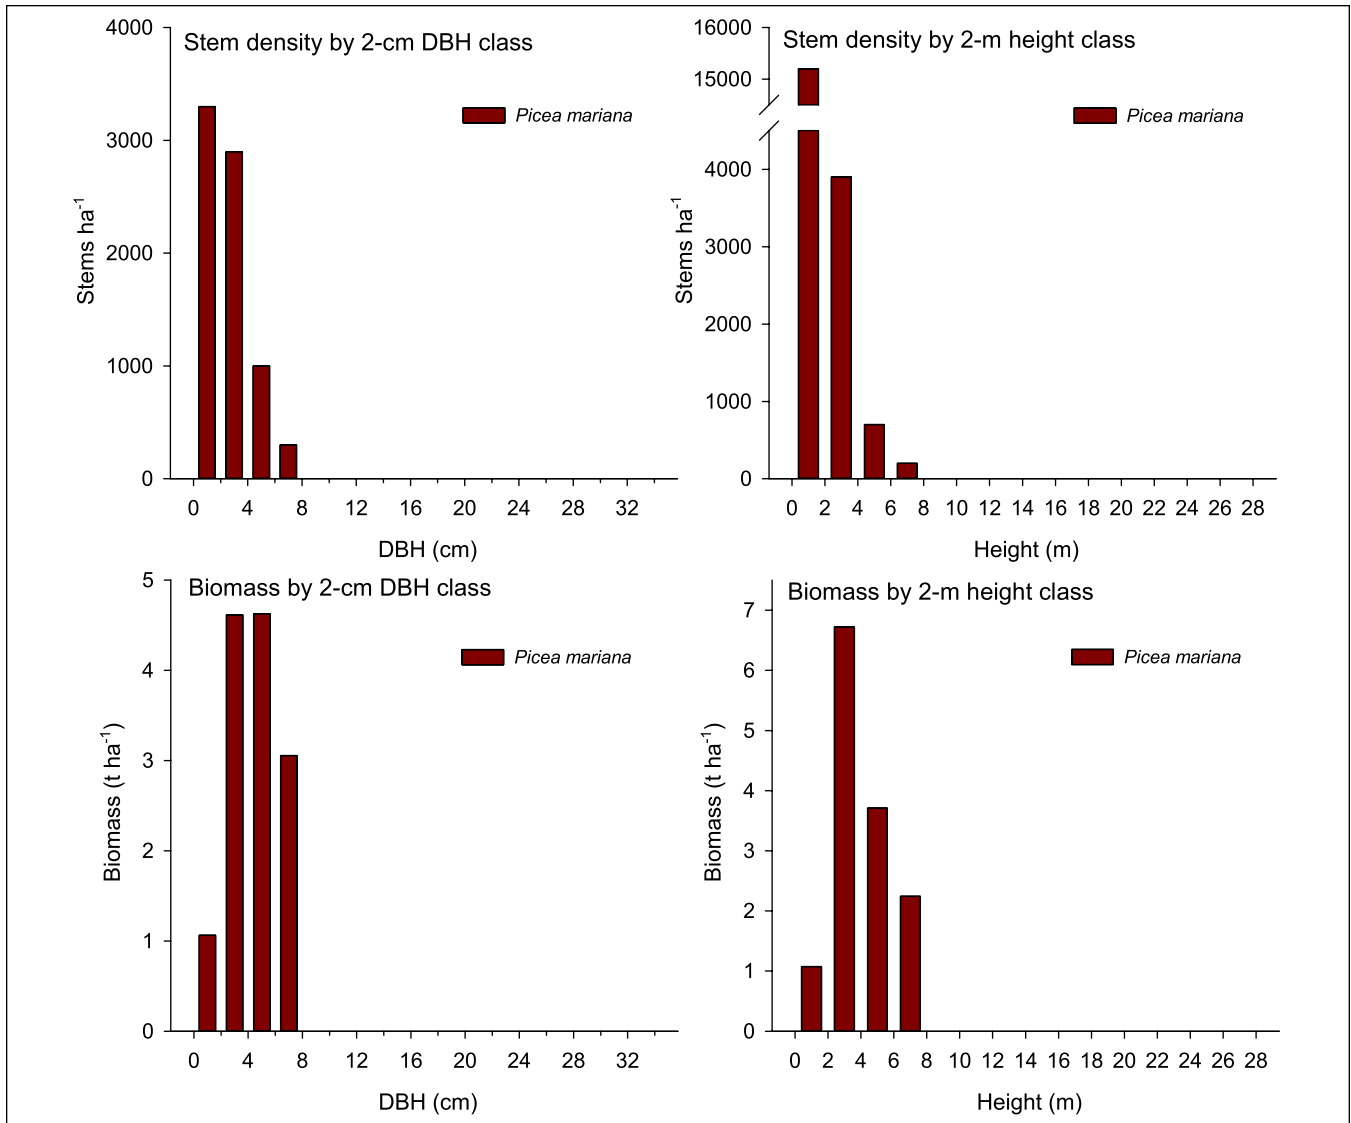 Stem density by 2-cm DBH class
Picea mariana
Stems ha-1
4000
3000
2000
1000
0
0 4 8 12 16 20 24 28 32
DBH (cm)
Stem density by 2-m height class
Picea mariana
Stems ha-1
16000
15000
4000
3000
2000
1000
0
0 2 4 6 8 10 12 14 16 18 20 22 24 26 28
Height (m)
Biomass by 2-cm DBH class
Picea mariana
Biomass (t ha-1)
5
4
3
2
1
0
0 4 8 12 16 20 24 28 32
DBH (cm)
Biomass by 2-m height class
Picea mariana
Biomass (t ha-1)
7
6
5
4
3
2
1
0
0 2 4 6 8 10 12 14 16 18 20 22 24 26 28
Height (m)